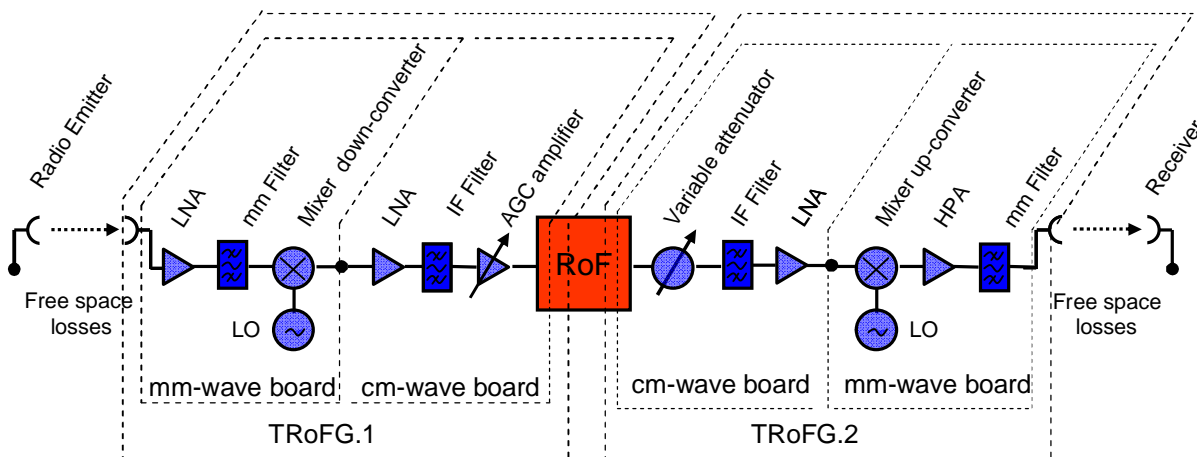 Radio Emitter
LNA
mm Filter
Mixer down-converter
LNA
IF Filter
AGC amplifier
Variable attenuator
IF Filter
LNA
Mixer up-converter
HPA
mm Filter
Receiver
RoF
Free space
losses
LO
LO
Free space
losses
mm-wave board
cm-wave board
cm-wave board
mm-wave board
TRoFG.1
TRoFG.2